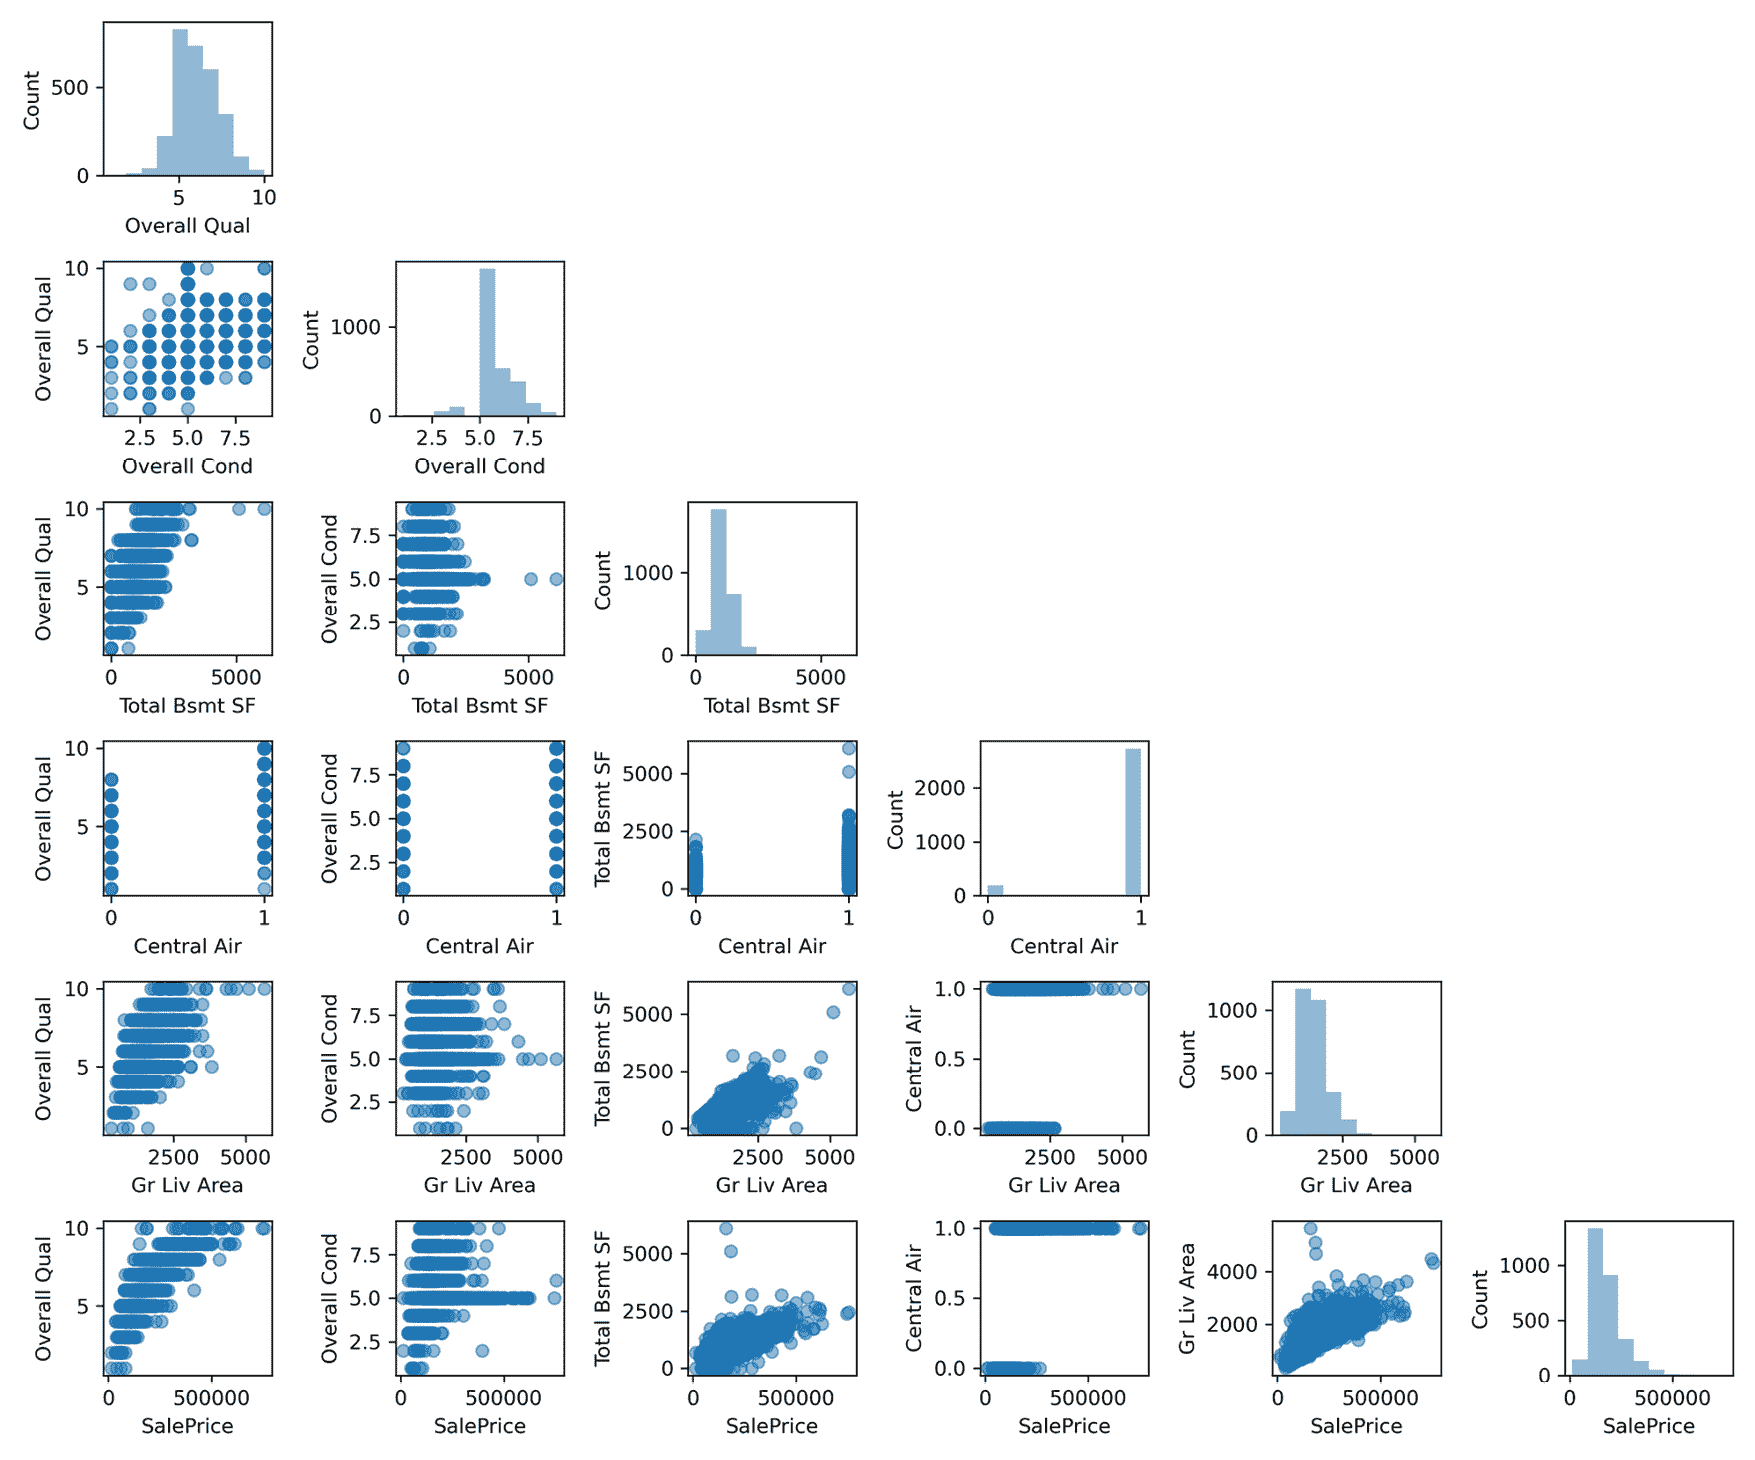 Count
500
0
5 10
Overall Qual
Overall Qual
10
5
2.5 5.0 7.5
Overall Cond
Count
1000
0
2.5 5.0 7.5
Overall Cond
Overall Qual
10
5
0 5000
Total Bsmt SF
Overall Cond
7.5
5.0
2.5
0 5000
Total Bsmt SF
Count
1000
0
0 5000
Total Bsmt SF
Overall Qual
10
5
0 1
Central Air
Overall Cond
7.5
5.0
2.5
0 1
Central Air
Total Bsmt SF
5000
2500
0
0 1
Central Air
Count
2000
1000
0
0 1
Central Air
Overall Qual
10
5
2500 5000
Gr Liv Area
Overall Cond
7.5
5.0
2.5
2500 5000
Gr Liv Area
Total Bsmt SF
5000
2500
0
2500 5000
Gr Liv Area
Central Air
1.0
0.5
0.0
2500 5000
Gr Liv Area
Count
1000
500
0
2500 5000
Gr Liv Area
Overall Qual
10
5
0 500000
SalePrice
Overall Cond
7.5
5.0
2.5
0 500000
SalePrice
Total Bsmt SF
5000
2500
0
0 500000
SalePrice
Central Air
1.0
0.5
0.0
0 500000
SalePrice
Gr Liv Area
4000
2000
0 500000
SalePrice
Count
1000
500
0
0 500000
SalePrice